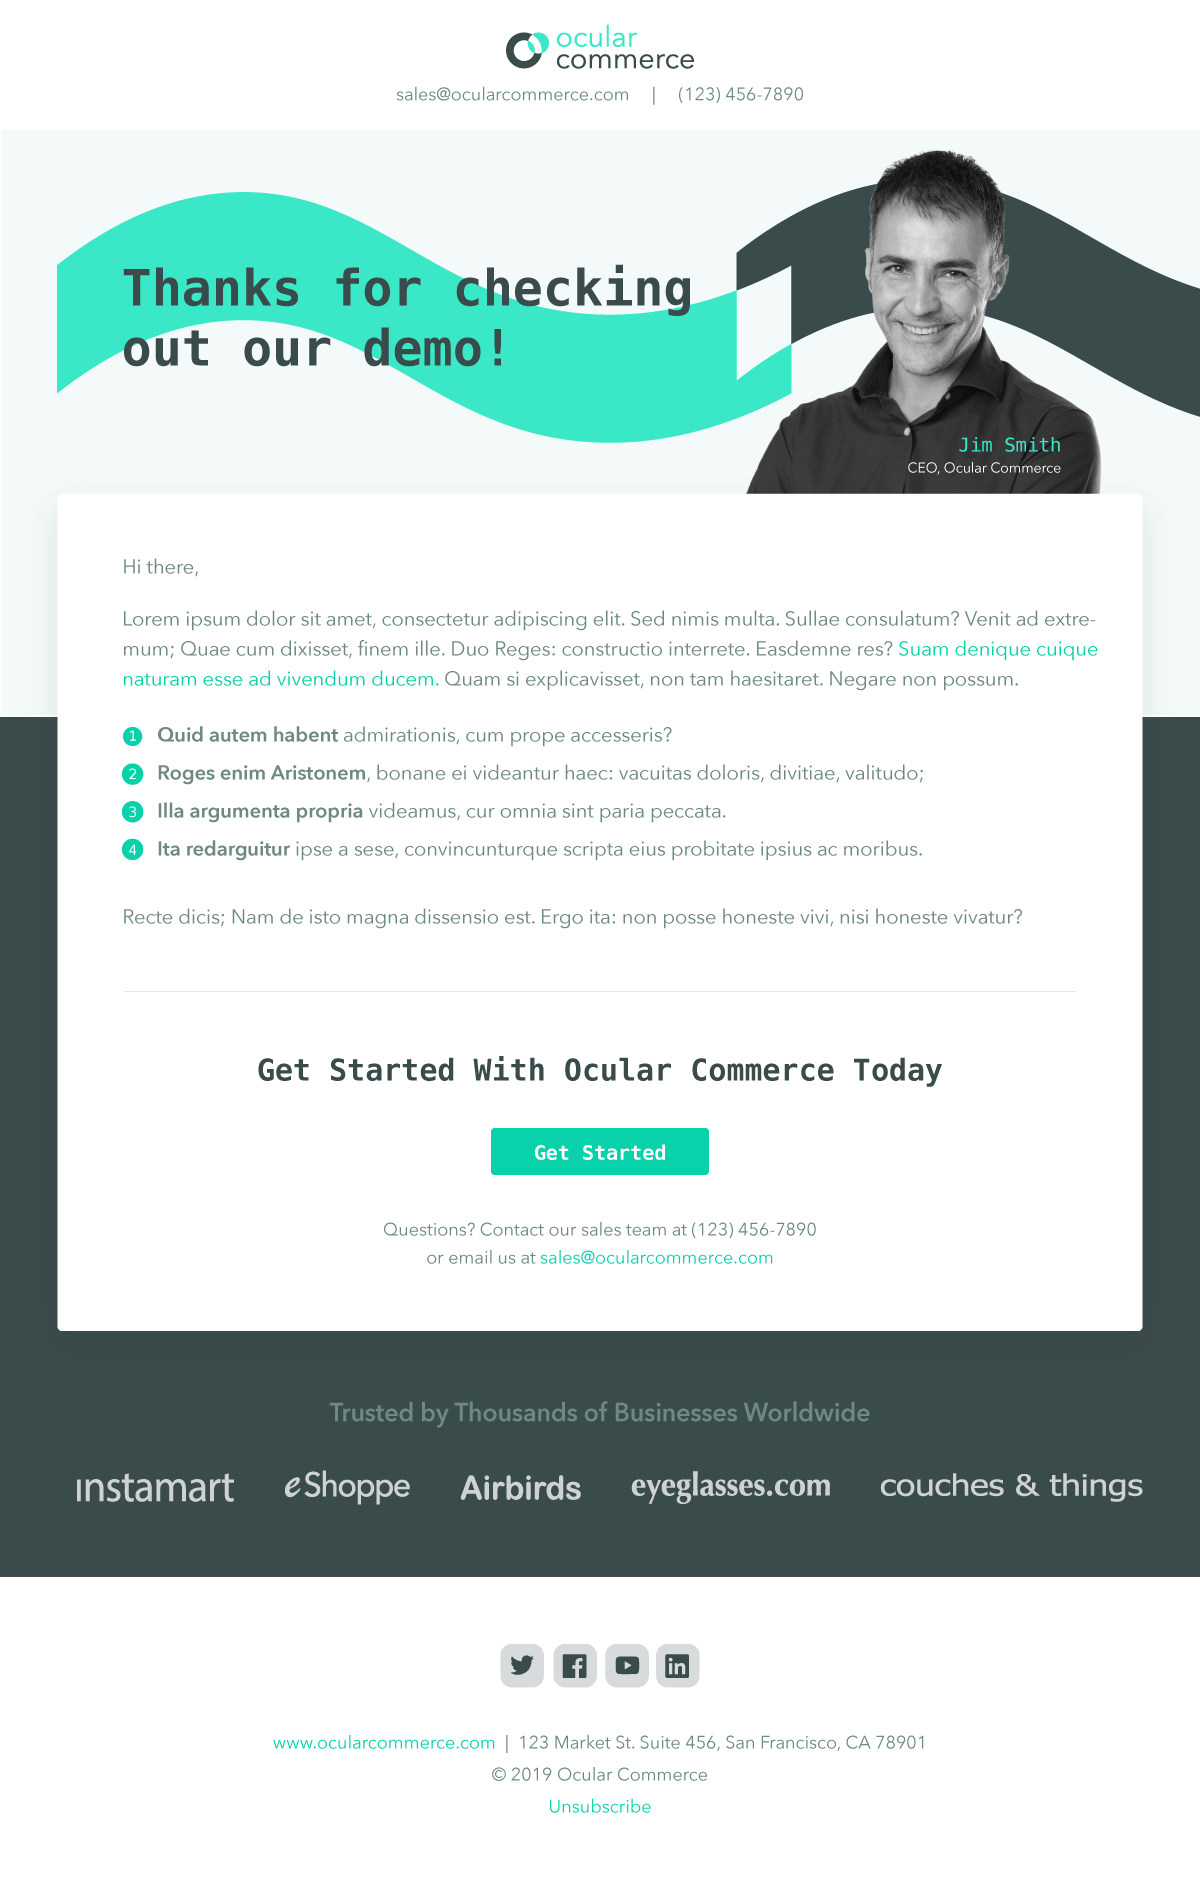 ocular
commerce
sales@ocularcommerce.com | (123) 456-7890
Thanks for checking
out our demo!
Jim Smith
CEO, Ocular Commerce
Hi there,
Lorem ipsum dolor sit amet, consectetur adipiscing elit. Sed nimis multa. Sullae consulatum? Venit ad extre-
mum; Quae cum dixisset, finem ille. Duo Reges: constructio interrete. Easdemne res? Suam denique cuique
naturam esse ad vivendum ducem. Quam si explicavisset, non tam haesitaret. Negare non possum.
1 Quid autem habent admirationis, cum prope accesseris?
2 Roges enim Aristonem, bonane ei videantur haec: vacuitas doloris, divitiae, valitudo;
3 Illa argumenta propria videamus, cur omnia sint paria peccata.
4 Ita redarguitur ipse a sese, convincunturque scripta eius probitate ipsius ac moribus.
Recte dicis; Nam de isto magna dissensio est. Ergo ita: non posse honeste vivi, nisi honeste vivatur?
Get Started With Ocular Commerce Today
Get Started
Questions? Contact our sales team at (123) 456-7890
or email us at sales@ocularcommerce.com
Trusted by Thousands of Businesses Worldwide
instamart eShoppe Airbirds eyeglasses.com couches & things
in
www.ocularcommerce.com | 123 Market St. Suite 456, San Francisco, CA 78901
© 2019 Ocular Commerce
Unsubscribe